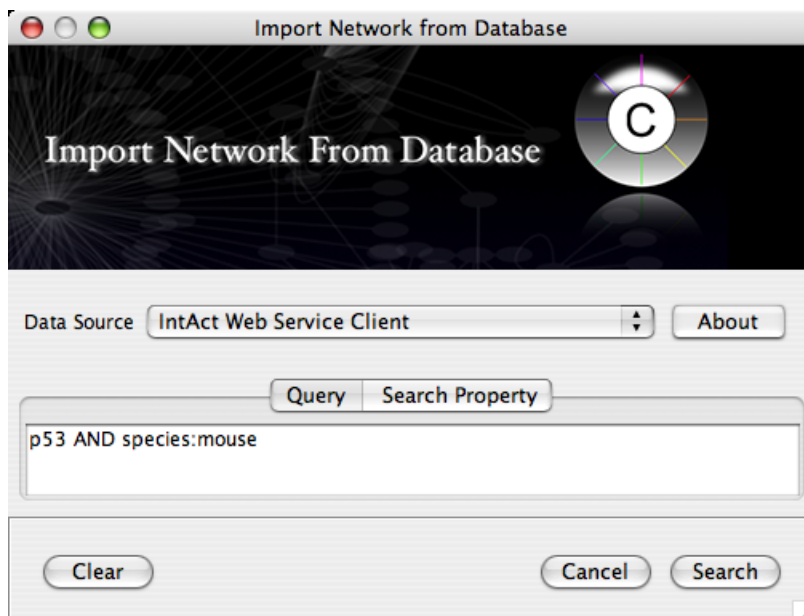 Import Network from Database
Import Network From Database
C
Data Source IntAct Web Service Client About
Query Search Property
p53 AND species:mouse
Clear Cancel Search